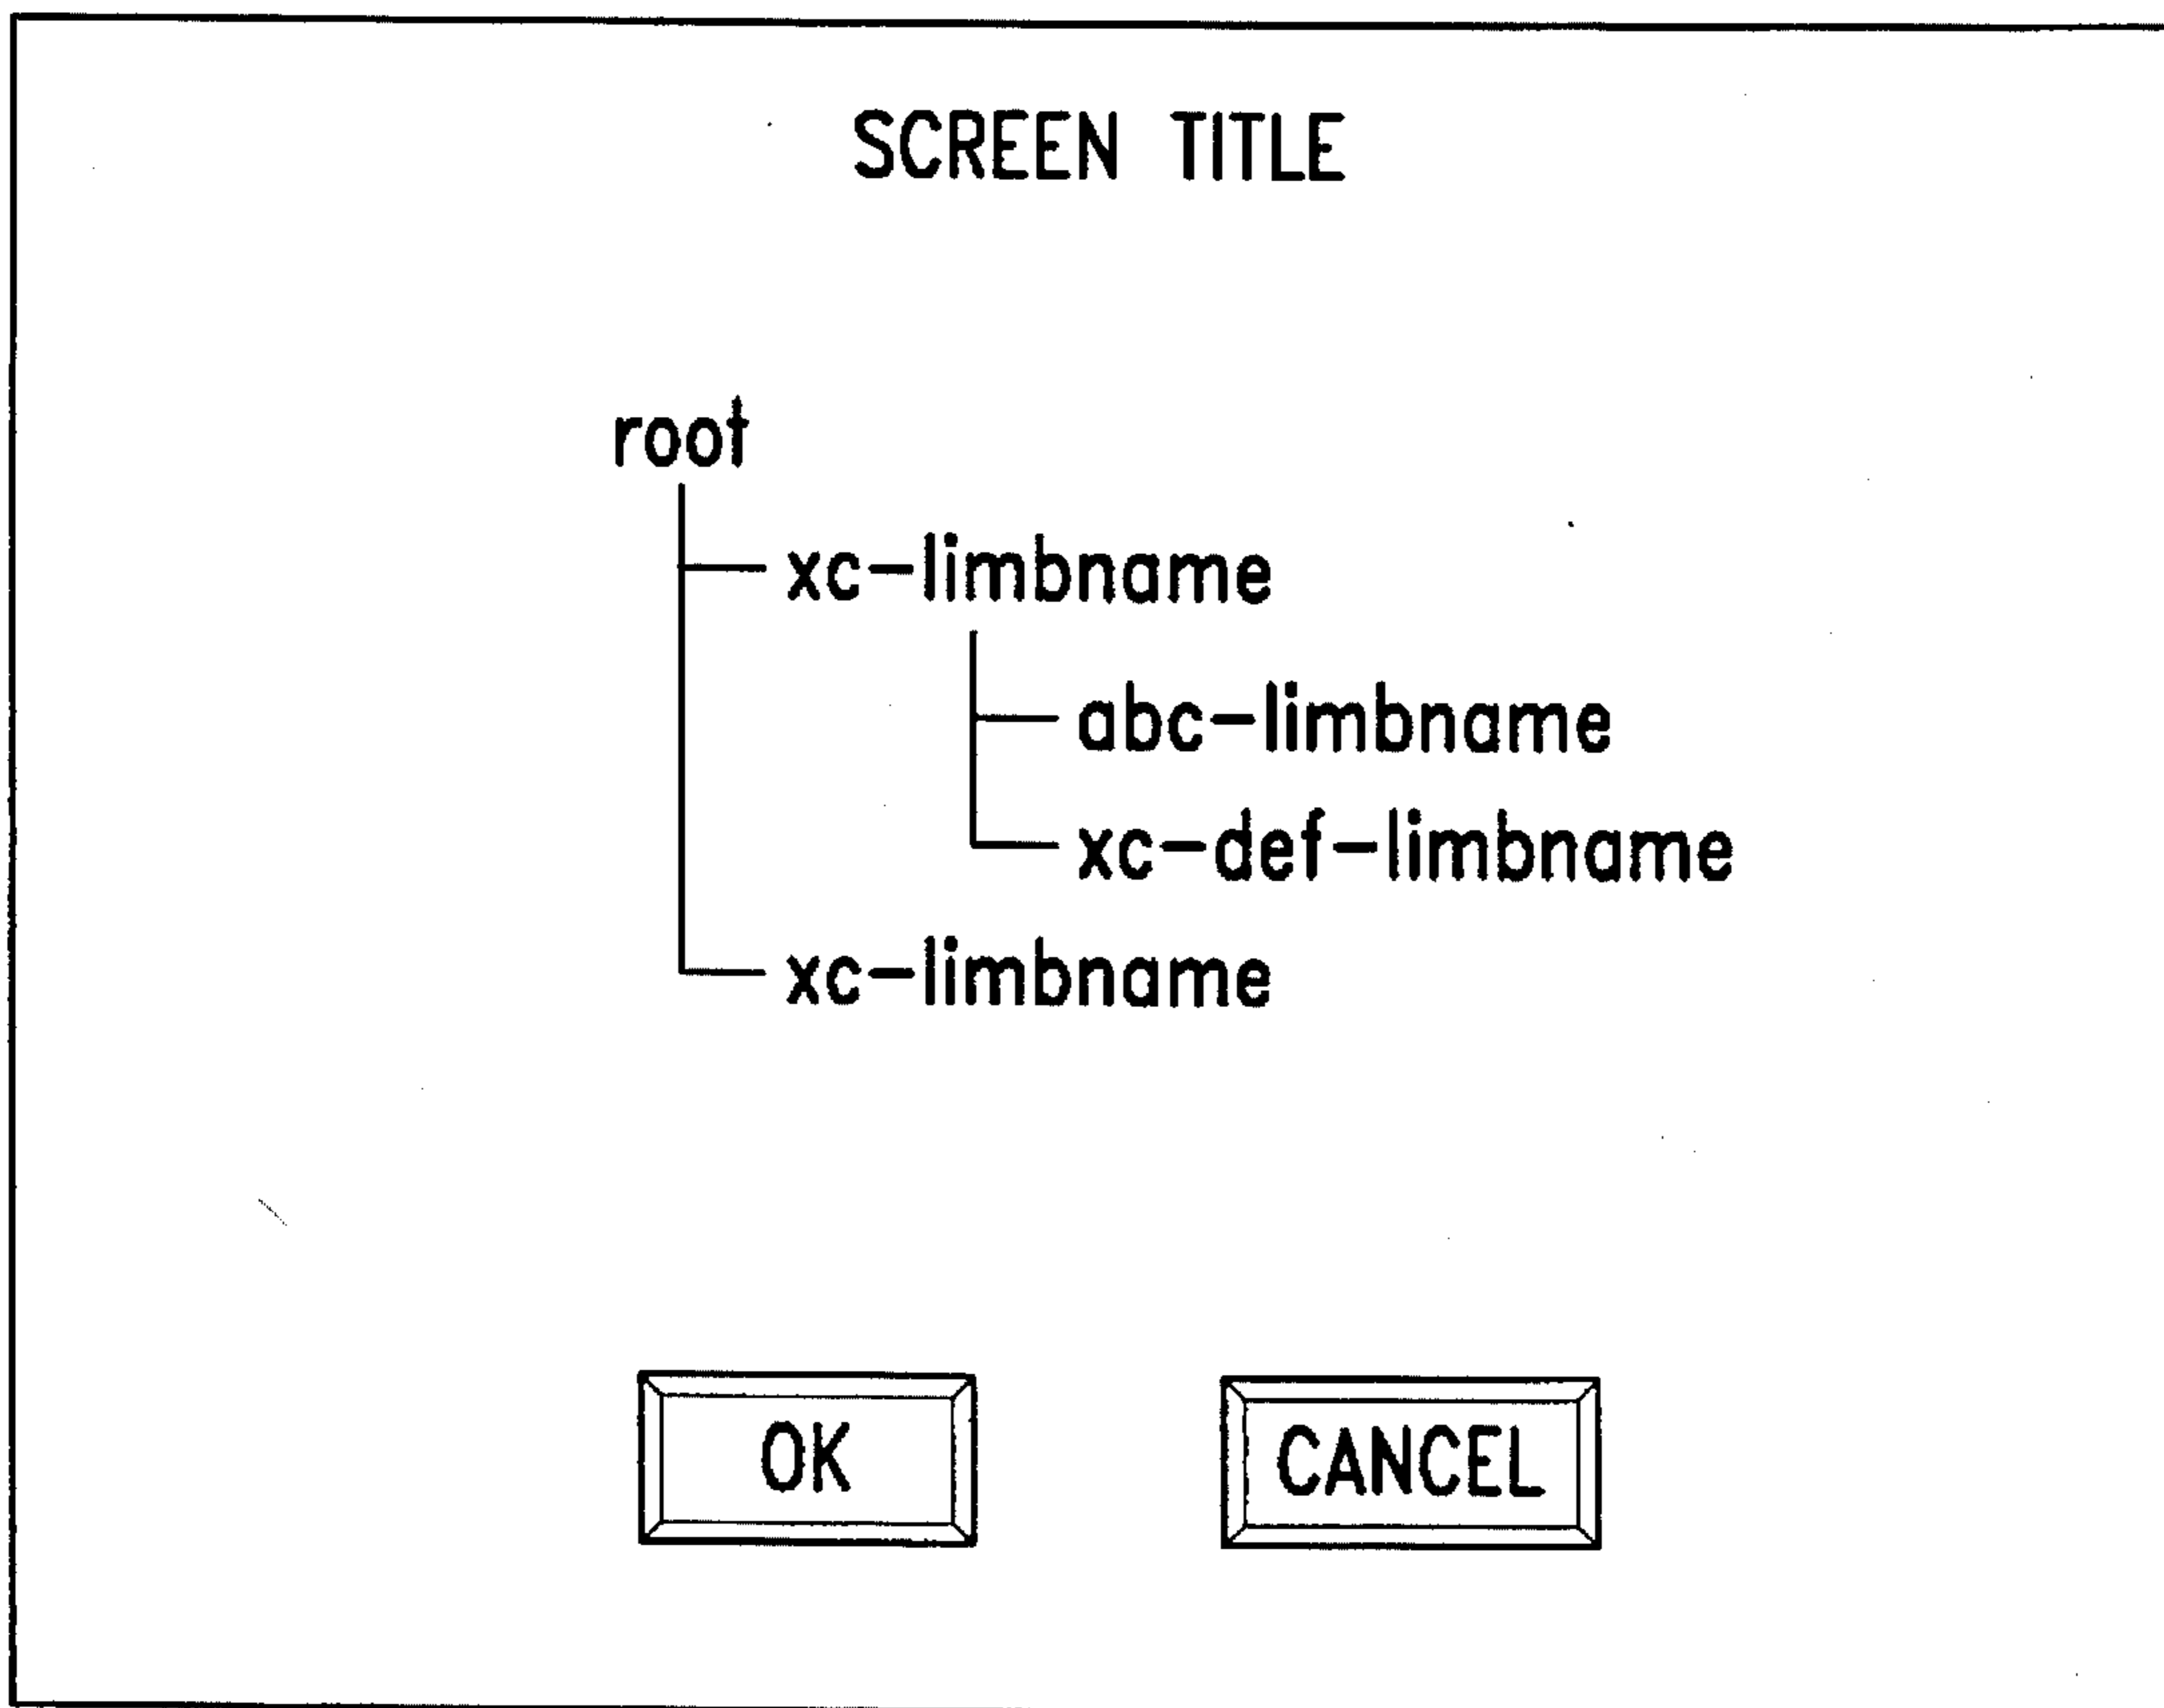 SCREEN TITLE
root
xc-limbname
abc-limbname
xc-def-limbname
xc-limbname
OK CANCEL